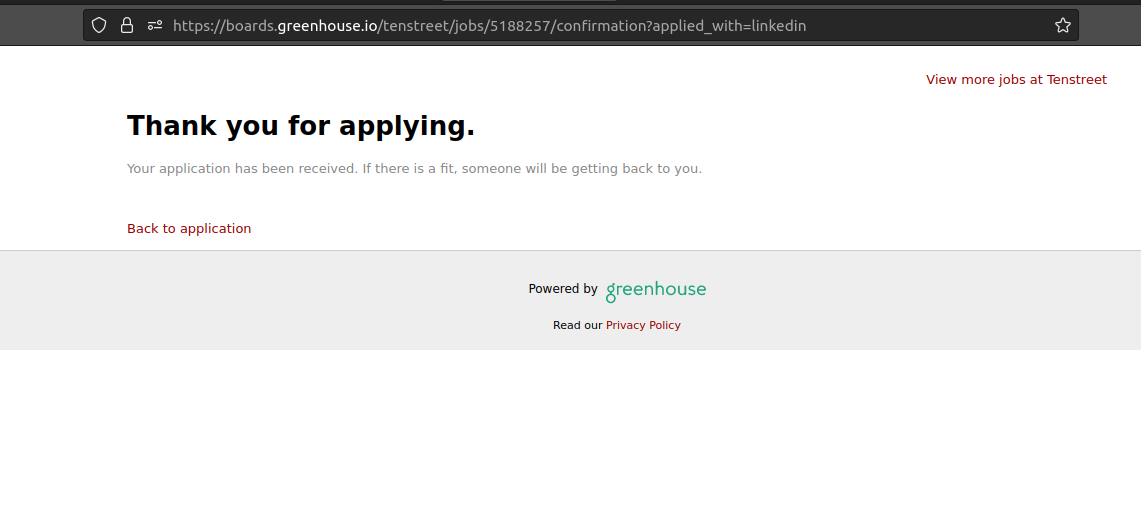 https://boards.greenhouse.io/tenstreet/jobs/5188257/confirmation?applied_with=linkedin
View more jobs at Tenstreet
Thank you for applying.
Your application has been received. If there is a fit, someone will be getting back to you.
Back to application
Powered by greenhouse
Read our Privacy Policy